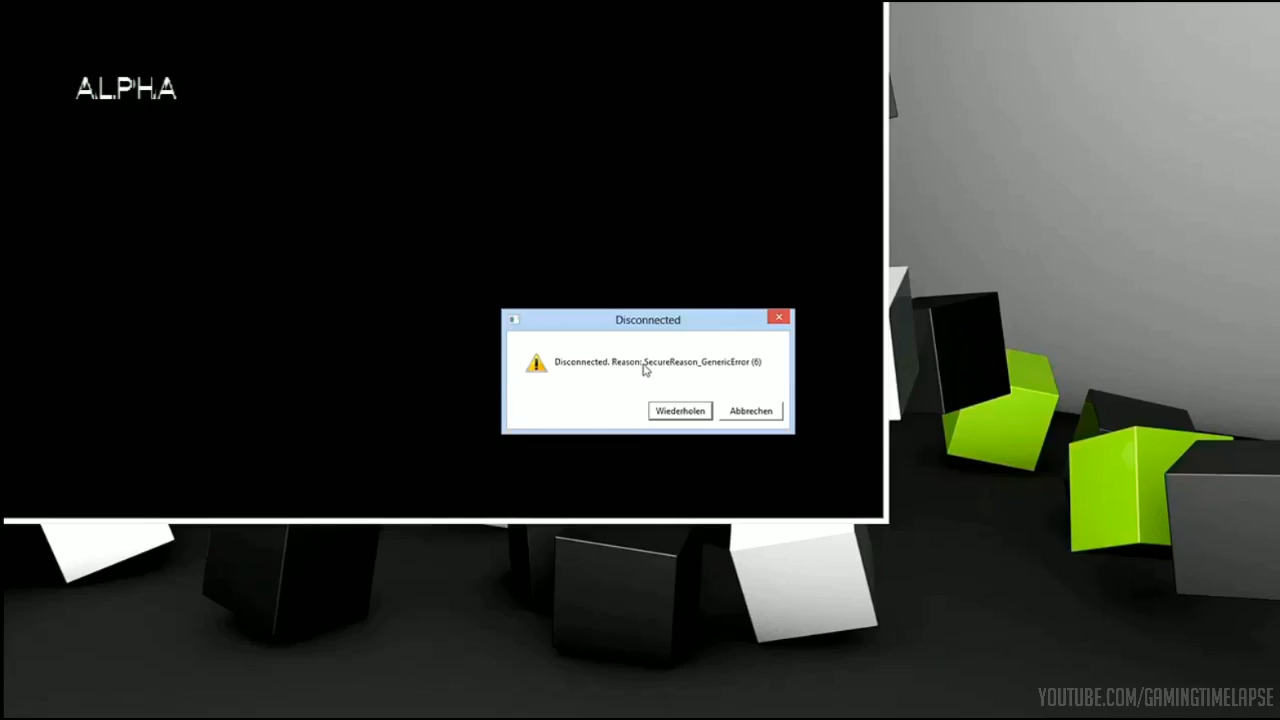 ALPHA
Disconnected
Disconnected. Reason: SecureReason_GenericError (6)
Wiederholen
Abbrechen
YOUTUBE.COM/GAMINGTIMELAPSE